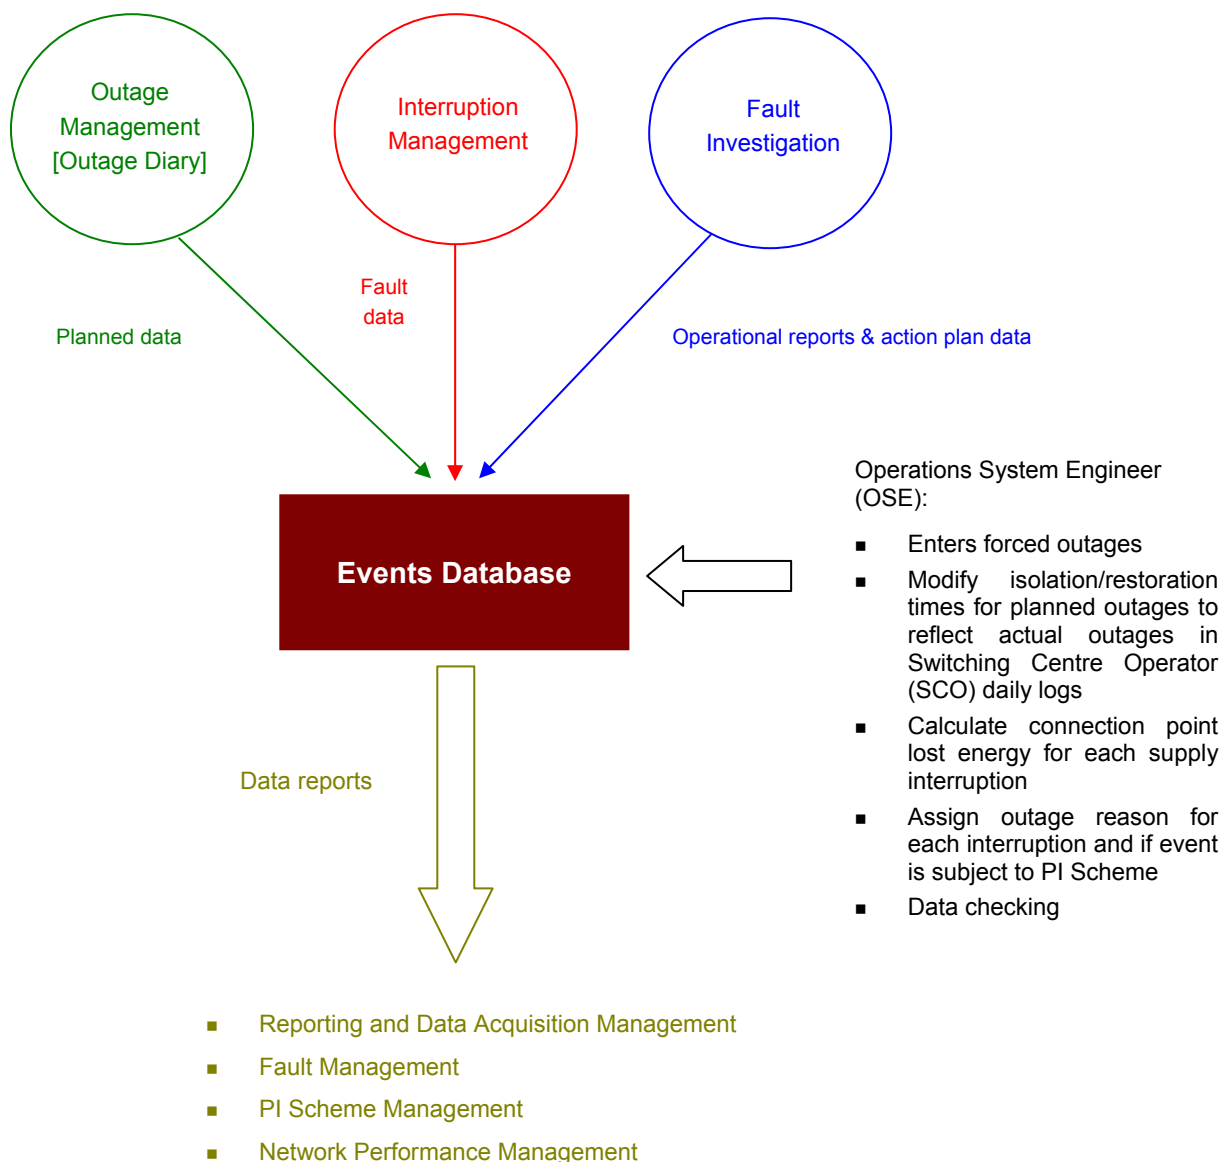 Outage
Management
[Outage Diary]
Interruption
Management
Fault
Investigation
Fault
data
Planned data
Operational reports & action plan data
Events Database
Operations System Engineer
(OSE):
▪ Enters forced outages
▪ Modify isolation/restoration
times for planned outages to
reflect actual outages in
Switching Centre Operator
(SCO) daily logs
▪ Calculate connection point
lost energy for each supply
interruption
▪ Assign outage reason for
each interruption and if event
is subject to PI Scheme
▪ Data checking
Data reports
▪ Reporting and Data Acquisition Management
▪ Fault Management
▪ PI Scheme Management
▪ Network Performance Management